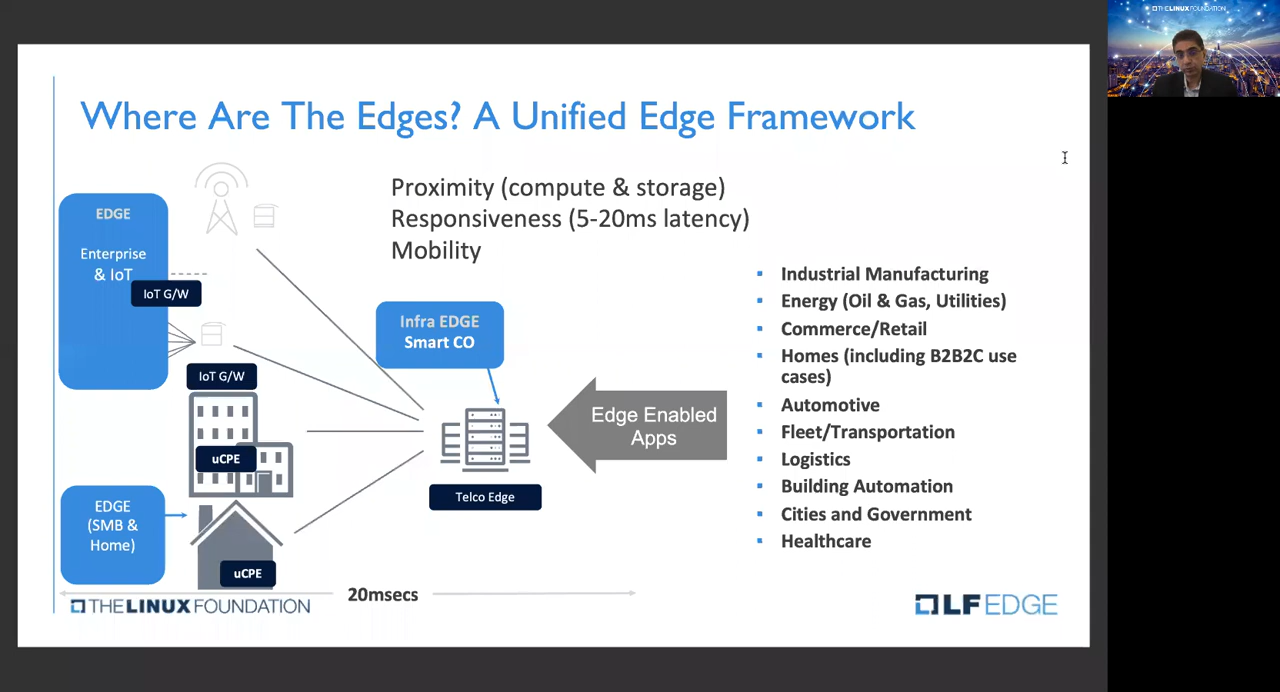 THE LINUX FOUNDATION
Where Are The Edges? A Unified Edge Framework
Proximity (compute & storage)
Responsiveness (5-20ms latency)
Mobility
EDGE
Enterprise
& IoT
IoT G/W
IoT G/W
uCPE
EDGE
(SMB &
Home)
uCPE
Infra EDGE
Smart CO
Telco Edge
Edge Enabled
Apps
▪ Industrial Manufacturing
▪ Energy (Oil & Gas, Utilities)
▪ Commerce/Retail
▪ Homes (including B2B2C use
cases)
▪ Automotive
▪ Fleet/Transportation
▪ Logistics
▪ Building Automation
▪ Cities and Government
▪ Healthcare
20msecs
THE LINUX FOUNDATION
LF EDGE